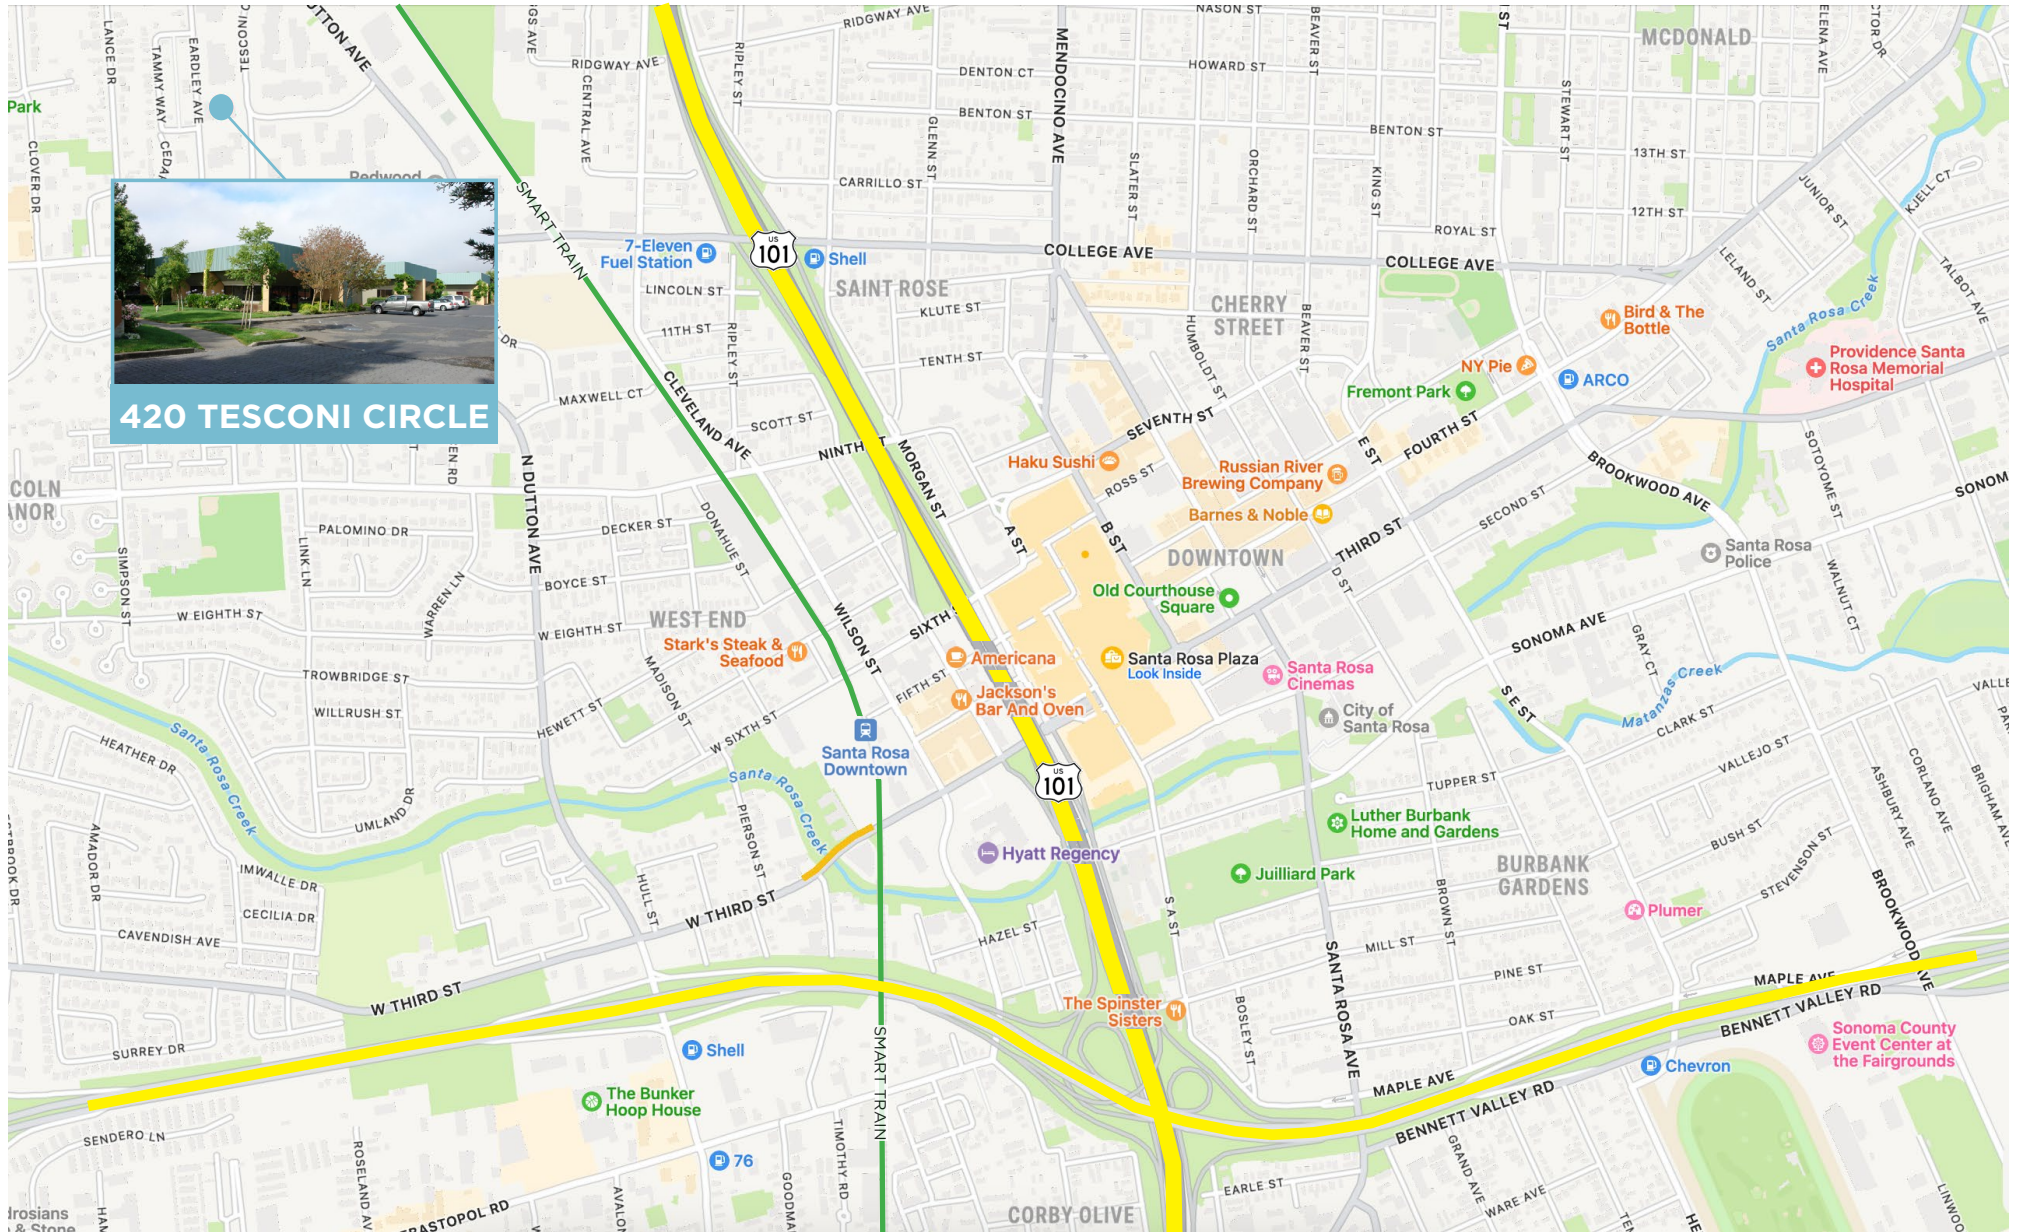 NASON ST
RIDGWAY AVE
MCDONALD
LANCE DR
TAMMY WAY
EARDLEY AVE
MENDOCINO AVE
BEAVER ST
RIDGWAY AVE
CENTRAL AVE
RIPLEY ST
DENTON CT
HOWARD ST
STEWART ST
Park
BENTON ST
BENTON ST
GLENN ST
SLATER ST
ORCHARD ST
KING ST
13TH ST
CLOVER DR
Redwood
SMART TRAIN
CARRILLO ST
JUNIOR ST
KJELL CT
12TH ST
ROYAL ST
7-Eleven
Fuel Station
US
101
Shell
COLLEGE AVE
COLLEGE AVE
LELAND ST
TALBOT AVE
LINCOLN ST
SAINT ROSE
KLUTE ST
CHERRY
STREET
BEAVER ST
HUMBOLDT ST
Santa Rosa Creek
Bird & The
Bottle
11TH ST
RIPLEY ST
TENTH ST
NY Pie
ARCO
Fremont Park
Providence Santa
Rosa Memorial
Hospital
420 TESCONI CIRCLE
MAXWELL CT
CLEVELAND AVE
SCOTT ST
NINTH ST
MORGAN ST
SEVENTH ST
E ST
FOURTH ST
Haku Sushi
ROSS ST
Russian River
Brewing Company
BROOKWOOD AVE
SOTOYOME ST
SONOM
COLN
ANOR
EN RD
N DUTTON AVE
PALOMINO DR
DECKER ST
DONAHUE ST
A ST
B ST
Barnes & Noble
SECOND ST
THIRD ST
DOWNTOWN
D ST
Santa Rosa
Police
WALNUT CT
SIMPSON ST
LINK LN
WARREN LN
BOYCE ST
W EIGHTH ST
W EIGHTH ST
WEST END
Stark's Steak &
Seafood
WILSON ST
SIXTH
Old Courthouse
Square
SONOMA AVE
GRAY CT
Americana
Santa Rosa Plaza
Look Inside
Santa Rosa
Cinemas
TROWBRIDGE ST
MADISON ST
FIFTH ST
Jackson's
Bar And Oven
City of
Santa Rosa
S E ST
Matanzas Creek
VALLE
WILLRUSH ST
HEWETT ST
W SIXTH ST
CLARK ST
VALLEJO ST
HEATHER DR
Santa Rosa Creek
Santa Rosa
Downtown
Santa Rosa Creek
US
101
TUPPER ST
ASHBURY AVE
CORLANO AVE
BRIGHAM AVE
UMLAND DR
PIERSON ST
Luther Burbank
Home and Gardens
BUSH ST
STEVENSON ST
AMADOR DR
Hyatt Regency
Juilliard Park
BURBANK
GARDENS
BROOKWOOD AVE
IMWALLE DR
HULL ST
CECILIA DR
W THIRD ST
S A ST
BROWN ST
Plumer
CAVENDISH AVE
HAZEL ST
SANTA ROSA AVE
MILL ST
PINE ST
MAPLE AVE
W THIRD ST
The Spinster
Sisters
BOSLEY ST
OAK ST
BENNETT VALLEY RD
SURREY DR
Shell
SMART TRAIN
Sonoma County
Event Center at
the Fairgrounds
Chevron
MAPLE AVE
The Bunker
Hoop House
BENNETT VALLEY RD
SENDERO LN
ROSELAND AV
76
TIMOTHY RD
GOODMA
AVALON
GRAND AVE
WARE AVE
EARLE ST
CORBY OLIVE
LINWOO
drosians
& Stone